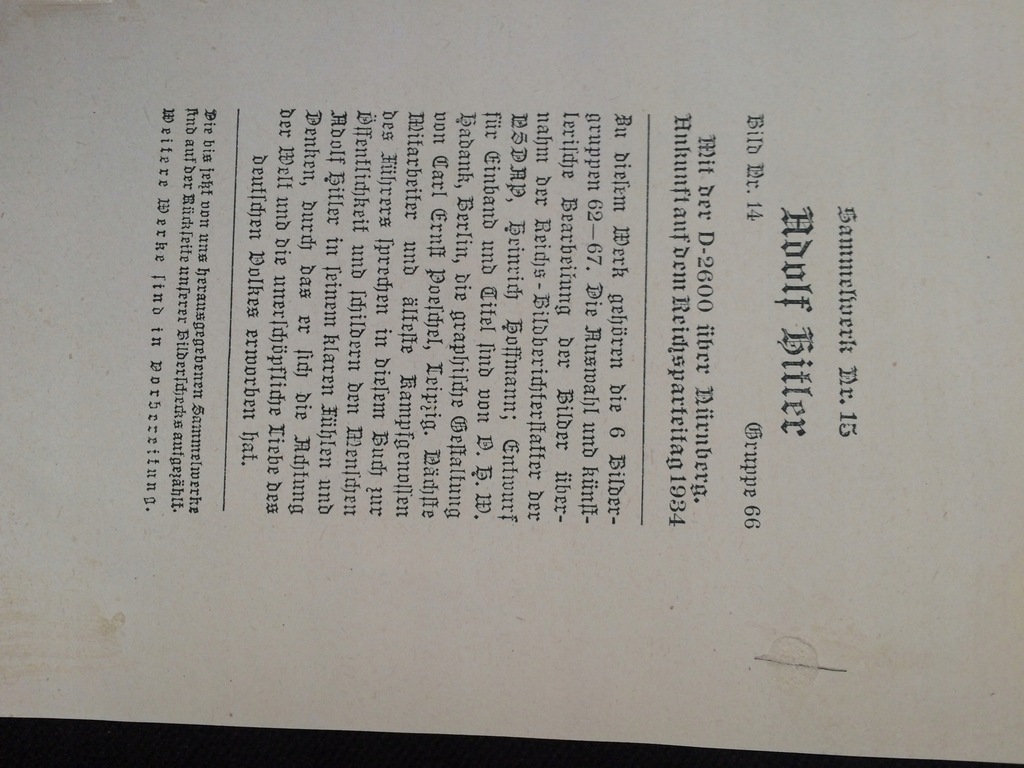 Sammelwerk Nr. 15
Adolf Hitler
Bild Nr. 14 Gruppe 66
Mit der D-2600 über Nürnberg.
Ankunft auf dem Reichsparteitag 1934
Zu diesem Werk gehören die 6 Bilder-
gruppen 62–67. Die Auswahl und künst-
lerische Bearbeitung der Bilder über-
nahm der Reichs-Bildberichterstatter der
NSDAP, Heinrich Hoffmann; Entwurf
für Einband und Titel sind von O. H. W.
Hadank, Berlin, die graphische Gestaltung
von Carl Ernst Poeschel, Leipzig. Nächste
Mitarbeiter und älteste Kampfgenossen
des Führers sprechen in diesem Buch zur
Öffentlichkeit und schildern den Menschen
Adolf Hitler in seinem klaren Fühlen und
Denken, durch das er sich die Achtung
der Welt und die unerschöpfliche Liebe des
deutschen Volkes erworben hat.
Die bis jetzt von uns herausgegebenen Sammelwerke
sind auf der Rückseite unserer Bilderschecks aufgezählt.
Weitere Werke sind in Vorbereitung.